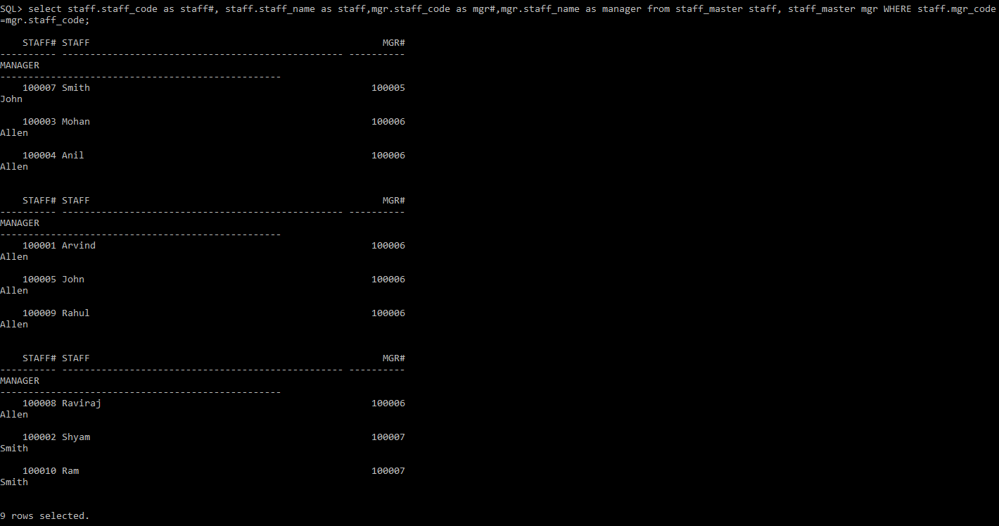 SQL> select staff.staff_code as staff#, staff.staff_name as staff,mgr.staff_code as mgr#,mgr.staff_name as manager from staff_master staff, staff_master mgr WHERE staff.mgr_code
=mgr.staff_code;
    STAFF# STAFF                                                    MGR#
---------- -------------------------------------------------- ----------
MANAGER
--------------------------------------------------
    100007 Smith                                                  100005
John
    100003 Mohan                                                  100006
Allen
    100004 Anil                                                   100006
Allen
    STAFF# STAFF                                                    MGR#
---------- -------------------------------------------------- ----------
MANAGER
--------------------------------------------------
    100001 Arvind                                                 100006
Allen
    100005 John                                                   100006
Allen
    100009 Rahul                                                  100006
Allen
    STAFF# STAFF                                                    MGR#
---------- -------------------------------------------------- ----------
MANAGER
--------------------------------------------------
    100008 Raviraj                                                100006
Allen
    100002 Shyam                                                  100007
Smith
    100010 Ram                                                    100007
Smith
9 rows selected.